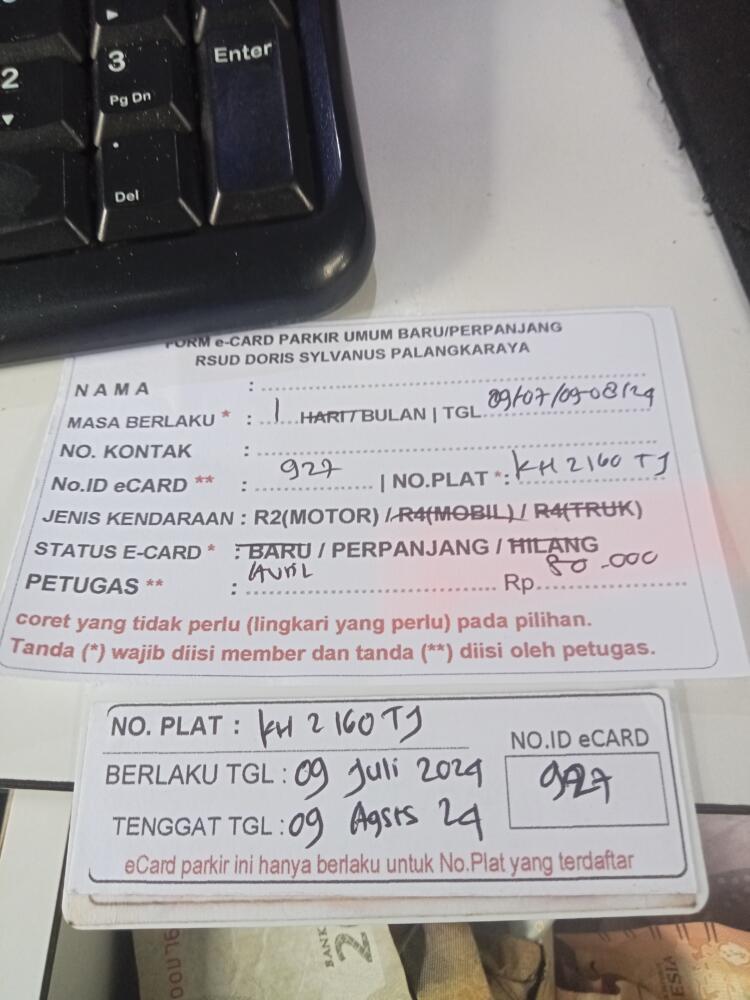 2
3
Pg Dn
Enter
Del
FORM e-CARD PARKIR UMUM BARU/PERPANJANG
RSUD DORIS SYLVANUS PALANGKARAYA
NAMA :
MASA BERLAKU * : 1 HARI/BULAN | TGL 09/07/09-08/24
NO. KONTAK :
No.ID eCARD ** : 927 | NO.PLAT *: KH 2160 TJ
JENIS KENDARAAN : R2(MOTOR) / R4(MOBIL) / R4(TRUK)
STATUS E-CARD * : BARU / PERPANJANG / HILANG
PETUGAS ** : Rp. 80.000
coret yang tidak perlu (lingkari yang perlu) pada pilihan.
Tanda (*) wajib diisi member dan tanda (**) diisi oleh petugas.
NO. PLAT : KH 2160 TJ
NO.ID eCARD
927
BERLAKU TGL : 09 Juli 2024
TENGGAT TGL : 09 Agsts 24
eCard parkir ini hanya berlaku untuk No.Plat yang terdaftar
BANK